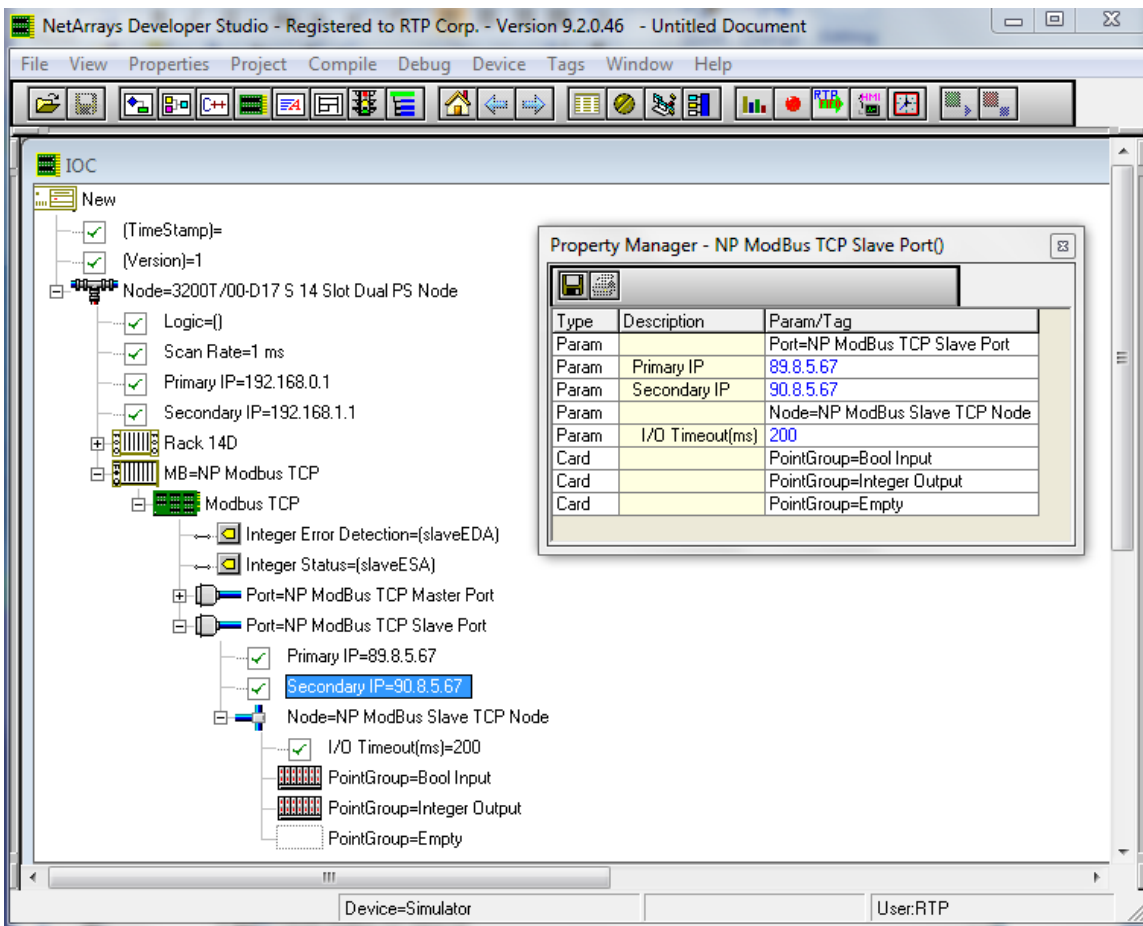 NetArrays Developer Studio - Registered to RTP Corp. - Version 9.2.0.46 - Untitled Document
File View Properties Project Compile Debug Device Tags Window Help
IOC
New
(TimeStamp)=
(Version)=1
Node=3200T/00-D17 S 14 Slot Dual PS Node
Logic=()
Scan Rate=1 ms
Primary IP=192.168.0.1
Secondary IP=192.168.1.1
Rack 14D
MB=NP Modbus TCP
Modbus TCP
Integer Error Detection=(slaveEDA)
Integer Status=(slaveESA)
Port=NP ModBus TCP Master Port
Port=NP ModBus TCP Slave Port
Primary IP=89.8.5.67
Secondary IP=90.8.5.67
Node=NP ModBus Slave TCP Node
I/O Timeout(ms)=200
PointGroup=Bool Input
PointGroup=Integer Output
PointGroup=Empty
Property Manager - NP ModBus TCP Slave Port()
Type Description Param/Tag
Param Port=NP ModBus TCP Slave Port
Param Primary IP 89.8.5.67
Param Secondary IP 90.8.5.67
Param Node=NP ModBus Slave TCP Node
Param I/O Timeout(ms) 200
Card PointGroup=Bool Input
Card PointGroup=Integer Output
Card PointGroup=Empty
Device=Simulator User:RTP